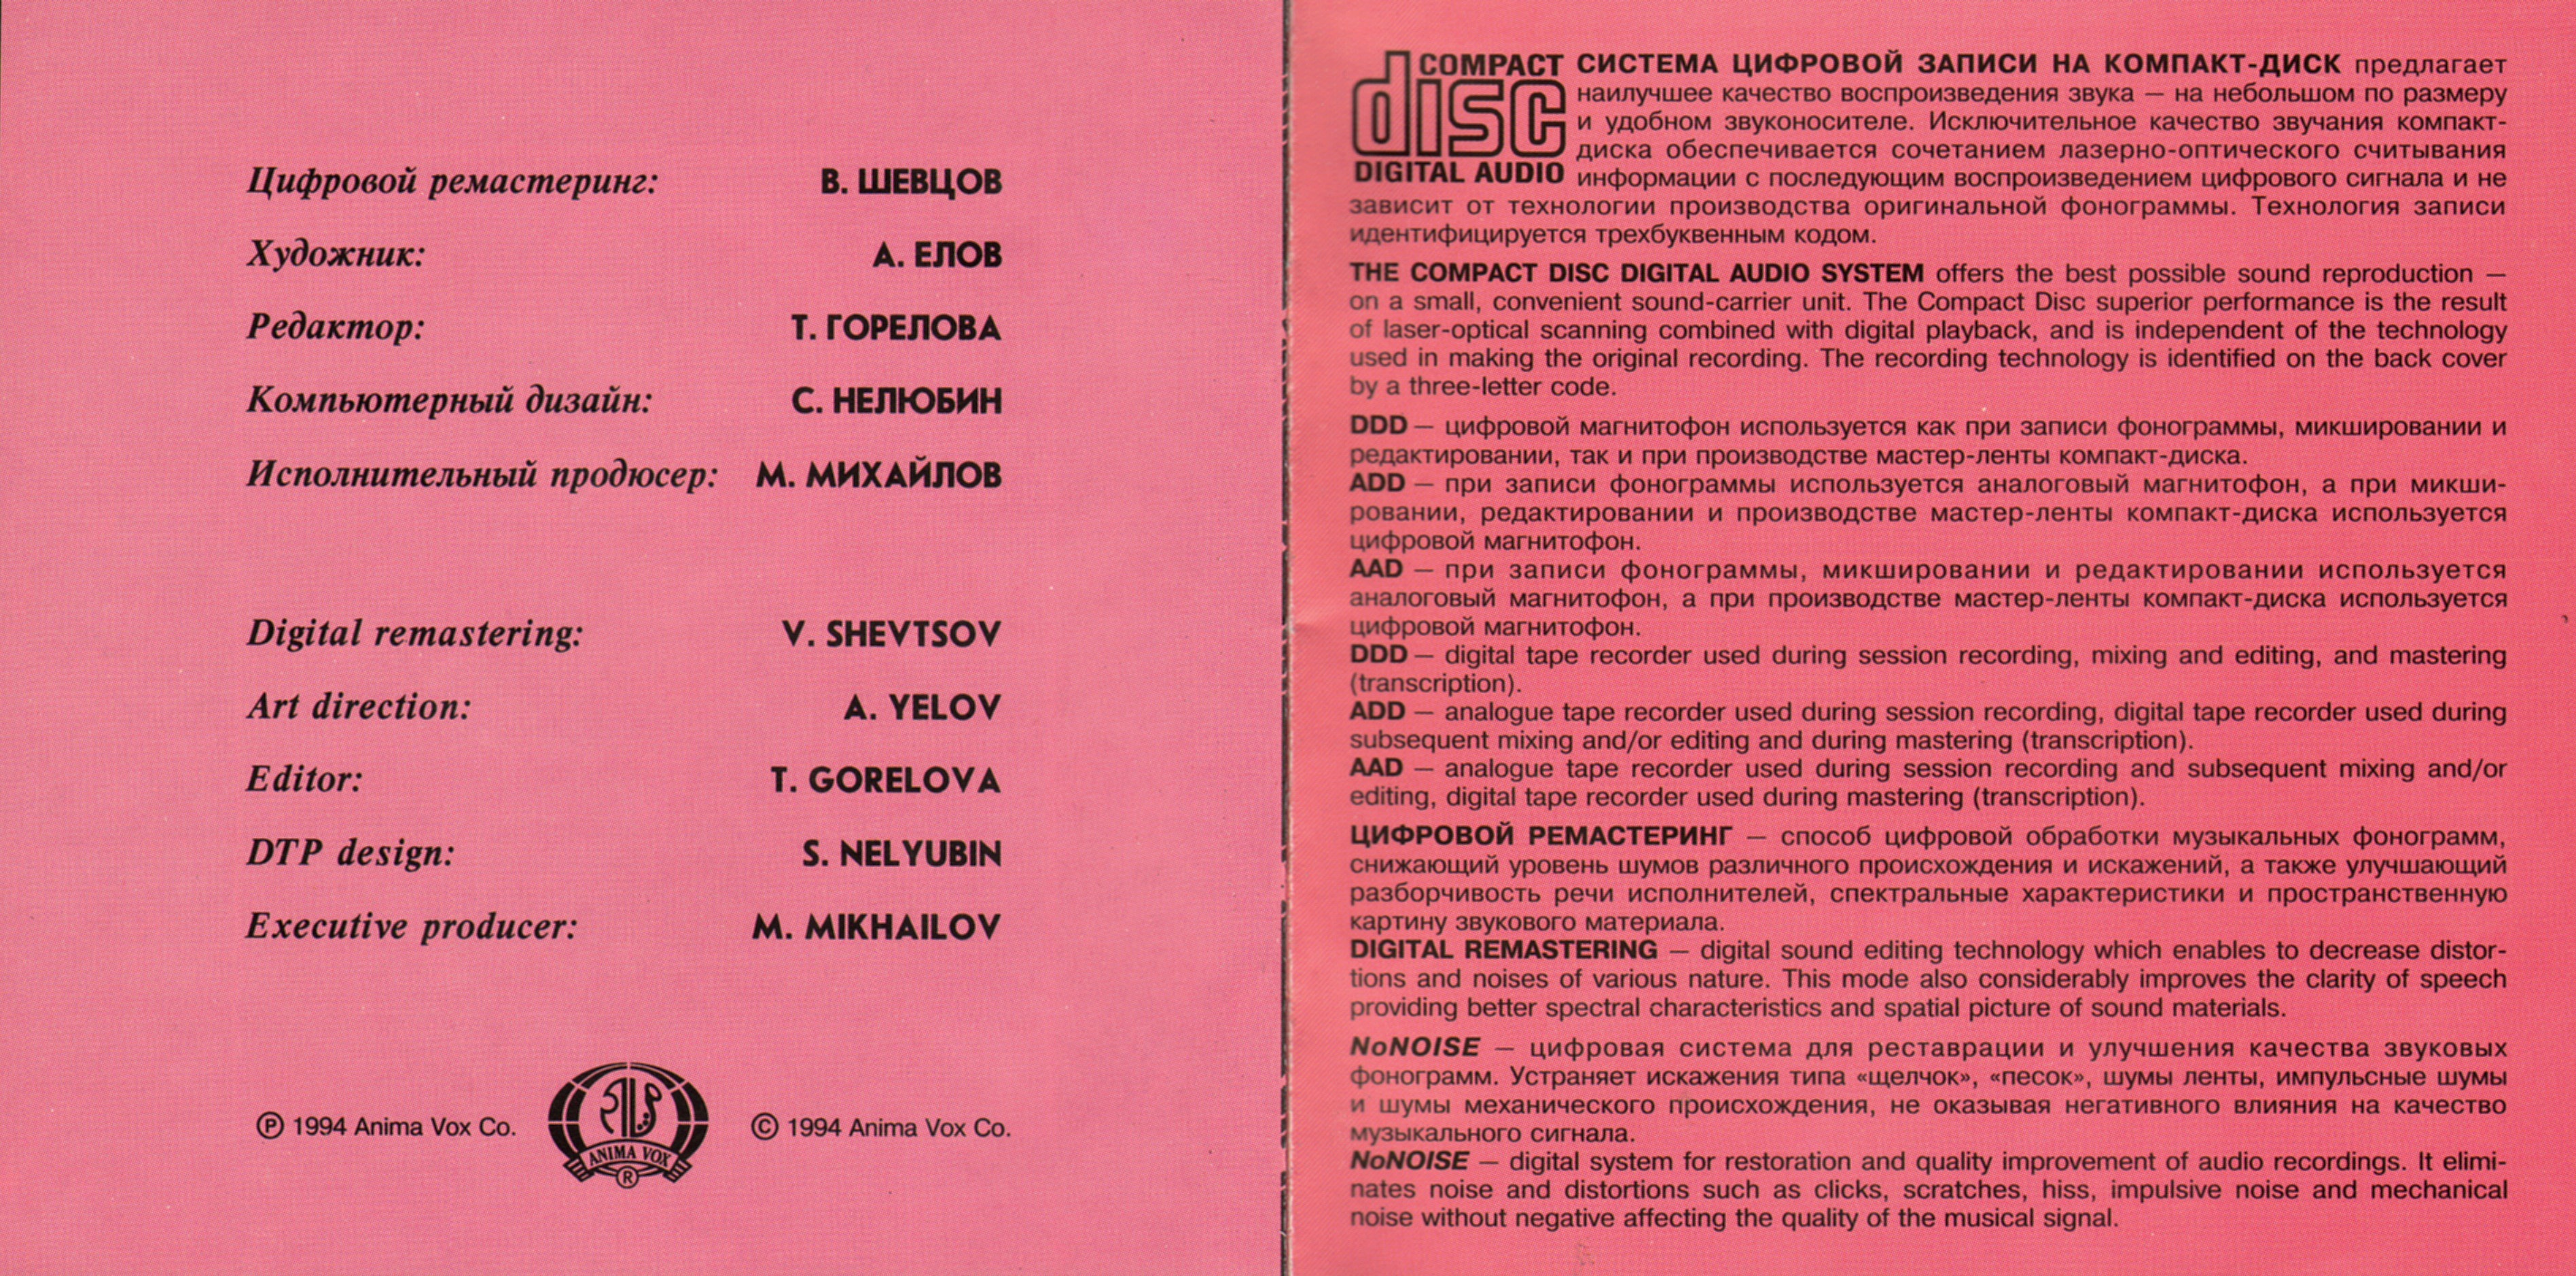 Цифровой ремастеринг: В. ШЕВЦОВ
Художник: А. ЕЛОВ
Редактор: Т. ГОРЕЛОВА
Компьютерный дизайн: С. НЕЛЮБИН
Исполнительный продюсер: М. МИХАЙЛОВ
Digital remastering: V. SHEVTSOV
Art direction: A. YELOV
Editor: T. GORELOVA
DTP design: S. NELYUBIN
Executive producer: M. MIKHAILOV
℗ 1994 Anima Vox Co.
ANIMA VOX
®
© 1994 Anima Vox Co.
COMPACT
disc
DIGITAL AUDIO
СИСТЕМА ЦИФРОВОЙ ЗАПИСИ НА КОМПАКТ-ДИСК предлагает
наилучшее качество воспроизведения звука — на небольшом по размеру
и удобном звуконосителе. Исключительное качество звучания компакт-
диска обеспечивается сочетанием лазерно-оптического считывания
информации с последующим воспроизведением цифрового сигнала и не
зависит от технологии производства оригинальной фонограммы. Технология записи
идентифицируется трехбуквенным кодом.
THE COMPACT DISC DIGITAL AUDIO SYSTEM offers the best possible sound reproduction —
on a small, convenient sound-carrier unit. The Compact Disc superior performance is the result
of laser-optical scanning combined with digital playback, and is independent of the technology
used in making the original recording. The recording technology is identified on the back cover
by a three-letter code.
DDD — цифровой магнитофон используется как при записи фонограммы, микшировании и
редактировании, так и при производстве мастер-ленты компакт-диска.
ADD — при записи фонограммы используется аналоговый магнитофон, а при микши-
ровании, редактировании и производстве мастер-ленты компакт-диска используется
цифровой магнитофон.
AAD — при записи фонограммы, микшировании и редактировании используется
аналоговый магнитофон, а при производстве мастер-ленты компакт-диска используется
цифровой магнитофон.
DDD — digital tape recorder used during session recording, mixing and editing, and mastering
(transcription).
ADD — analogue tape recorder used during session recording, digital tape recorder used during
subsequent mixing and/or editing and during mastering (transcription).
AAD — analogue tape recorder used during session recording and subsequent mixing and/or
editing, digital tape recorder used during mastering (transcription).
ЦИФРОВОЙ РЕМАСТЕРИНГ — способ цифровой обработки музыкальных фонограмм,
снижающий уровень шумов различного происхождения и искажений, а также улучшающий
разборчивость речи исполнителей, спектральные характеристики и пространственную
картину звукового материала.
DIGITAL REMASTERING — digital sound editing technology which enables to decrease distor-
tions and noises of various nature. This mode also considerably improves the clarity of speech
providing better spectral characteristics and spatial picture of sound materials.
NoNOISE — цифровая система для реставрации и улучшения качества звуковых
фонограмм. Устраняет искажения типа «щелчок», «песок», шумы ленты, импульсные шумы
и шумы механического происхождения, не оказывая негативного влияния на качество
музыкального сигнала.
NoNOISE — digital system for restoration and quality improvement of audio recordings. It elimi-
nates noise and distortions such as clicks, scratches, hiss, impulsive noise and mechanical
noise without negative affecting the quality of the musical signal.